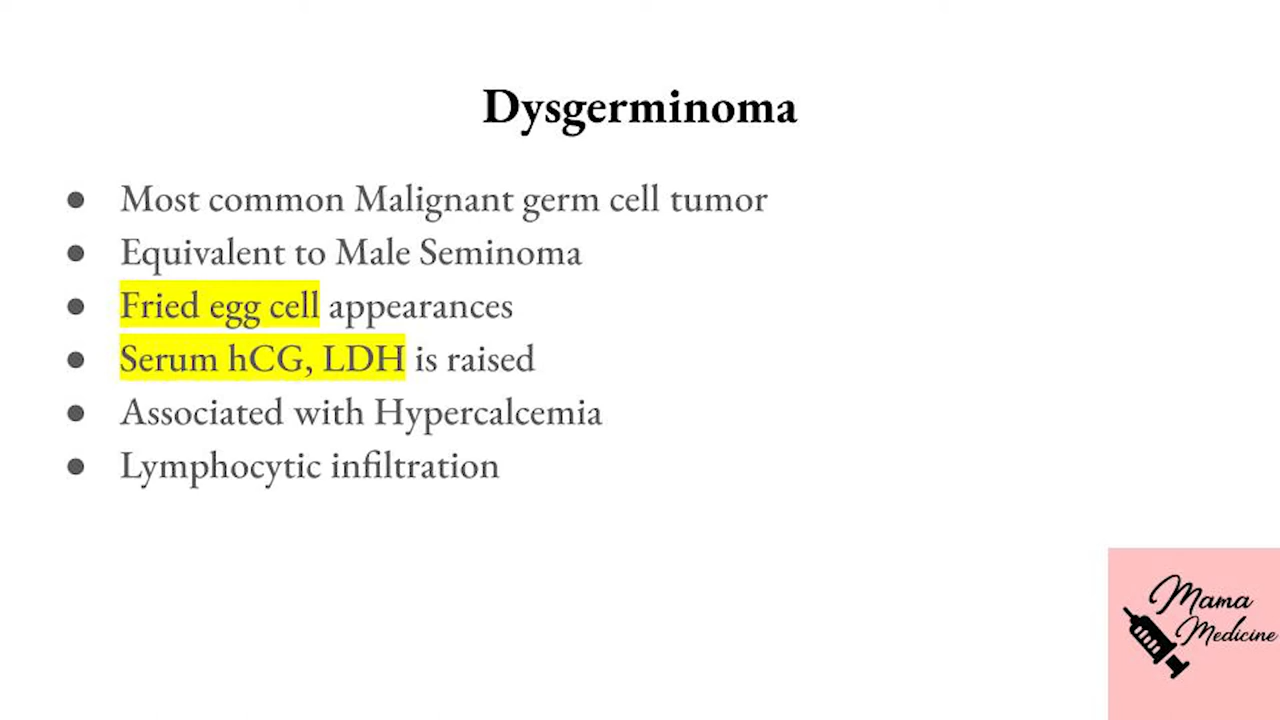 Dysgerminoma
● Most common Malignant germ cell tumor
● Equivalent to Male Seminoma
● Fried egg cell appearances
● Serum hCG, LDH is raised
● Associated with Hypercalcemia
● Lymphocytic infiltration
Mama
Medicine